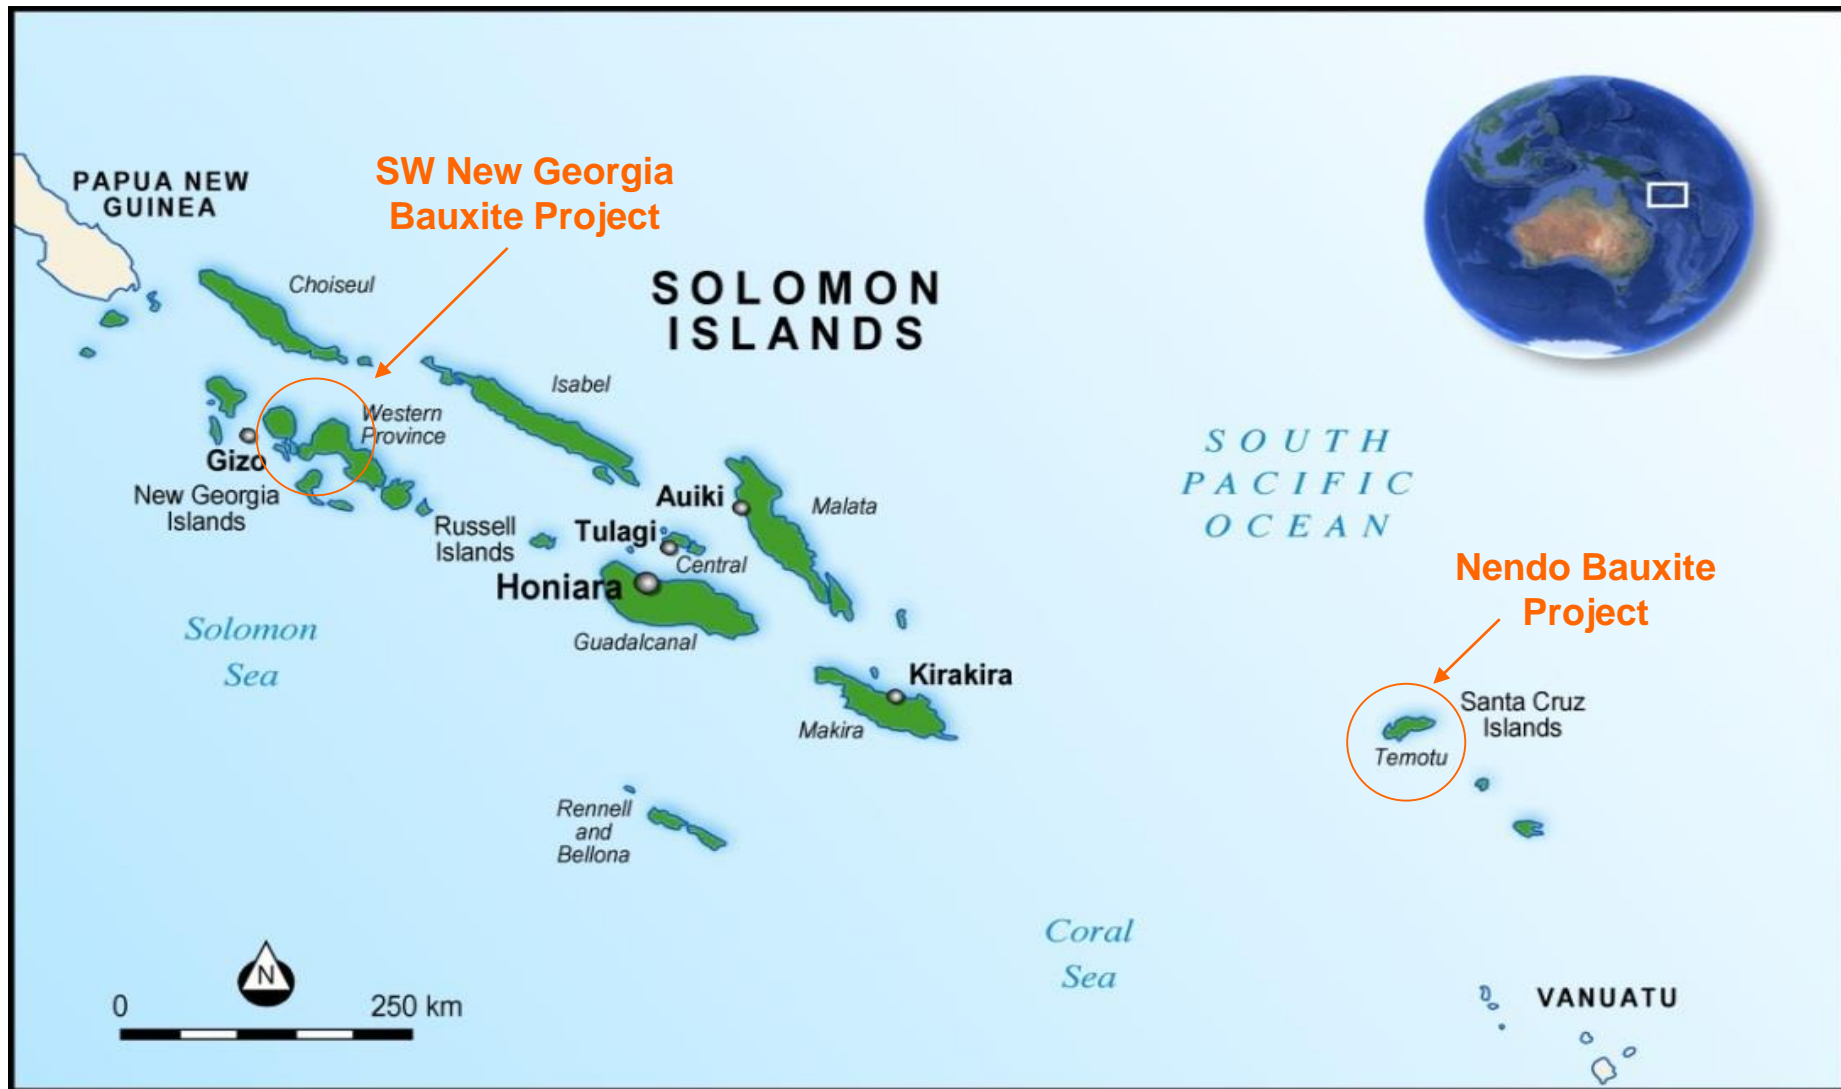 PAPUA NEW
GUINEA
SW New Georgia
Bauxite Project
Choiseul
SOLOMON
ISLANDS
Isabel
Western
Province
Gizo
New Georgia
Islands
Auiki
Malata
Russell
Islands
Tulagi
Central
Honiara
Guadalcanal
SOUTH
PACIFIC
OCEAN
Nendo Bauxite
Project
Solomon
Sea
Kirakira
Makira
Santa Cruz
Islands
Temotu
Rennell
and
Bellona
Coral
Sea
N
0 250 km
VANUATU